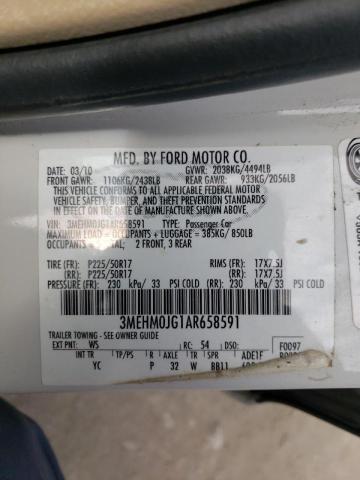 MFD. BY FORD MOTOR CO.
03/10 GVWR: 2038KG/4494LB
FRONT GAWR: 1106KG/2438LB REAR GAWR: 933KG/2056LB
THIS VEHICLE CONFORMS TO ALL APPLICABLE FEDERAL MOTOR
VEHICLE SAFETY, BUMPER, AND THEFT PREVENTION STANDARDS
IN EFFECT ON THE DATE OF MANUFACTURE SHOWN ABOVE.
VIN: 3MEHM0JG1AR658591 TYPE: Passenger Car
MAXIMUM LOAD = OCCUPANTS + LUGGAGE = 385KG/ 850LB
OCCUPANTS: TOTAL, 2 FRONT, 3 REAR
TIRE (FR): P225/50R17 RIMS (FR): 17X7.5J
(RR): P225/50R17 (RR): 17X7.5J
PRESSURE (FR): 230 kPa/ 33 PSI COLD (RR): 230 kPa/ 33 PSI COLD
3MEHM0JG1AR658591
TRAILER TOWING - SEE OWNER GUIDE
EXT PNT: WS RC: 54 DSO: F0097
INT TR TP/PS R AXLE TR SPR ADE1F
YC P 32 W BB11